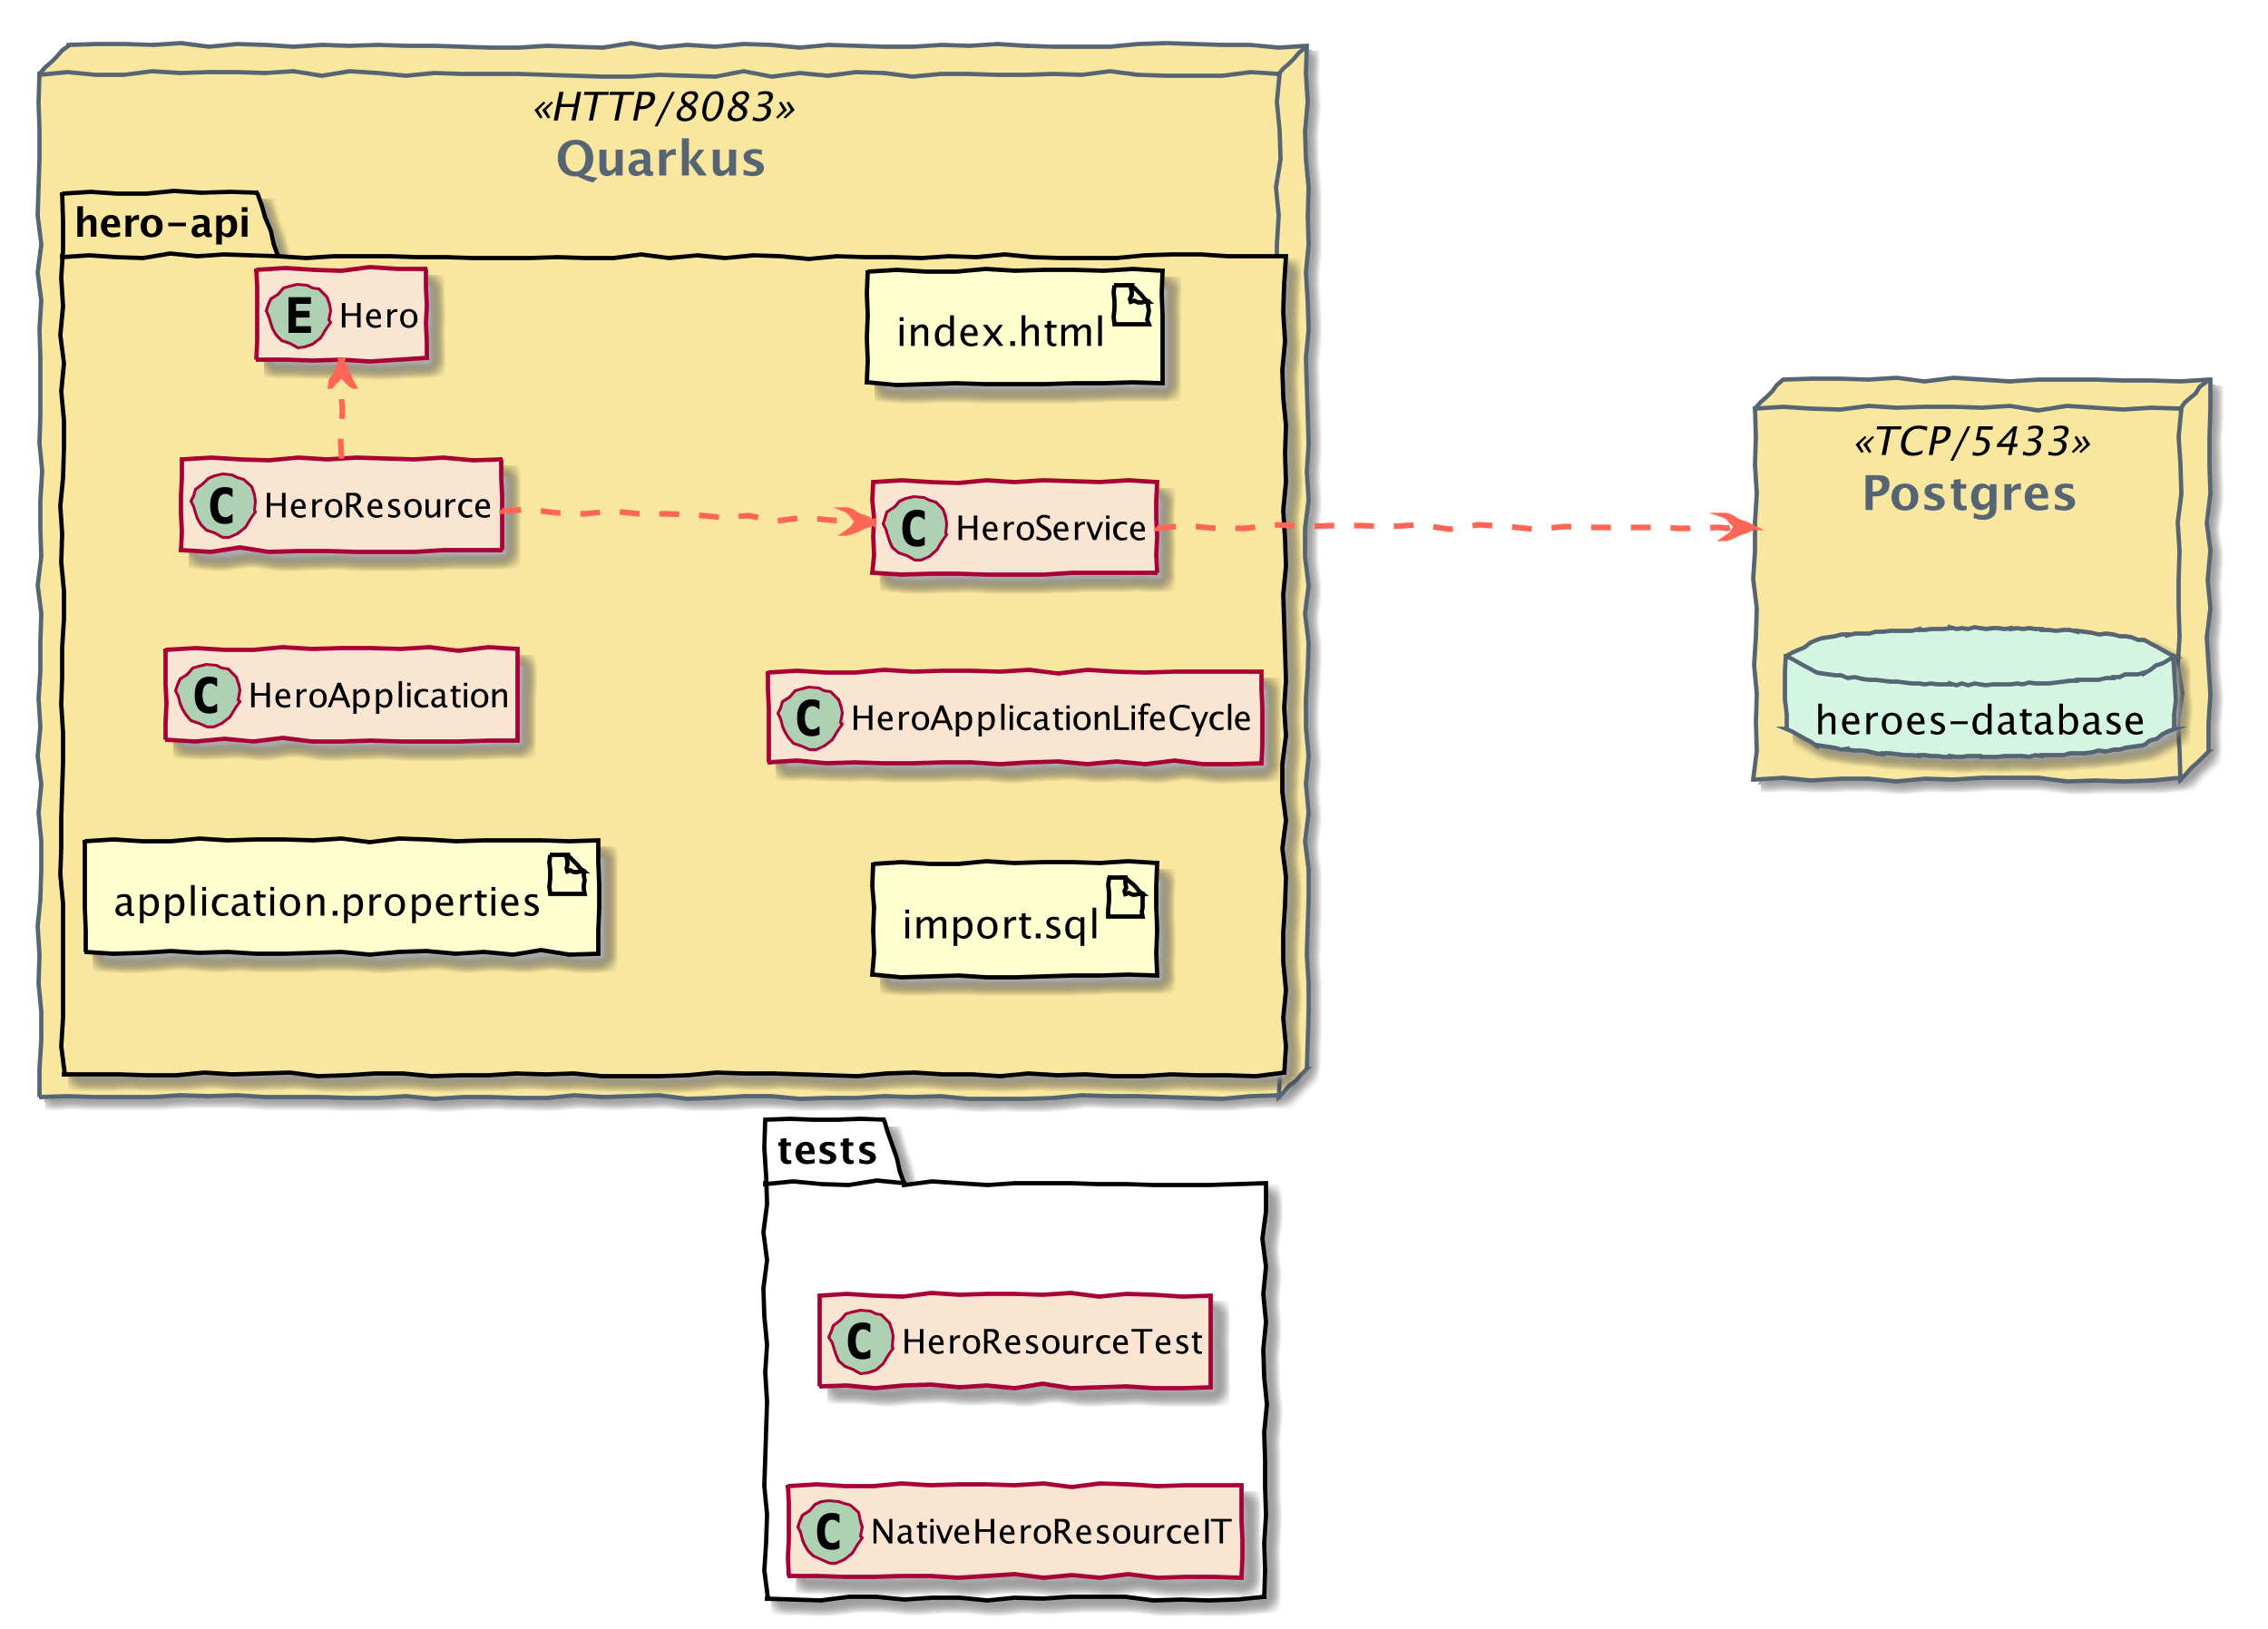 «HTTP/8083»
Quarkus
hero-api
E Hero
index.html
C HeroResource
C HeroService
C HeroApplication
C HeroApplicationLifeCycle
application.properties
import.sql
«TCP/5433»
Postgres
heroes-database
tests
C HeroResourceTest
C NativeHeroResourceIT